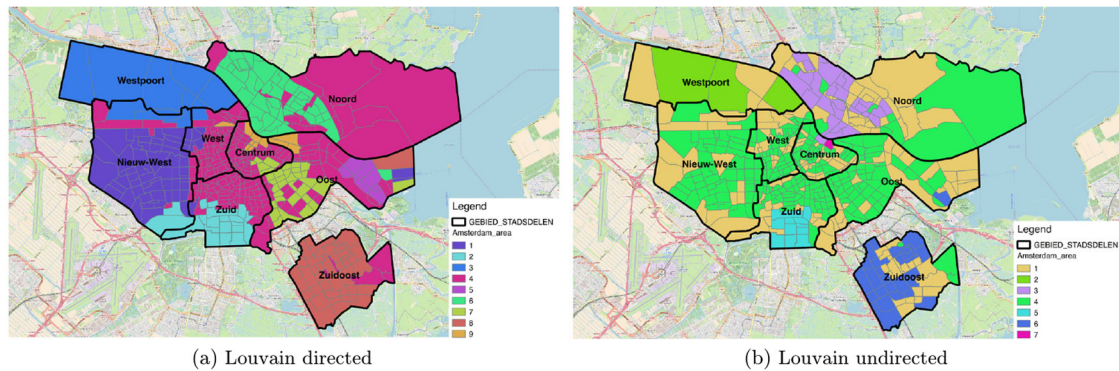 Westpoort
Noord
West
Centrum
Nieuw-West
Oost
Zuid
Zuidoost
Legend
GEBIED_STADSDELEN
Amsterdam_area
1
2
3
4
5
6
7
8
9
(a) Louvain directed
Westpoort
Noord
West
Centrum
Nieuw-West
Oost
Zuid
Zuidoost
Legend
GEBIED_STADSDELEN
Amsterdam_area
1
2
3
4
5
6
7
(b) Louvain undirected